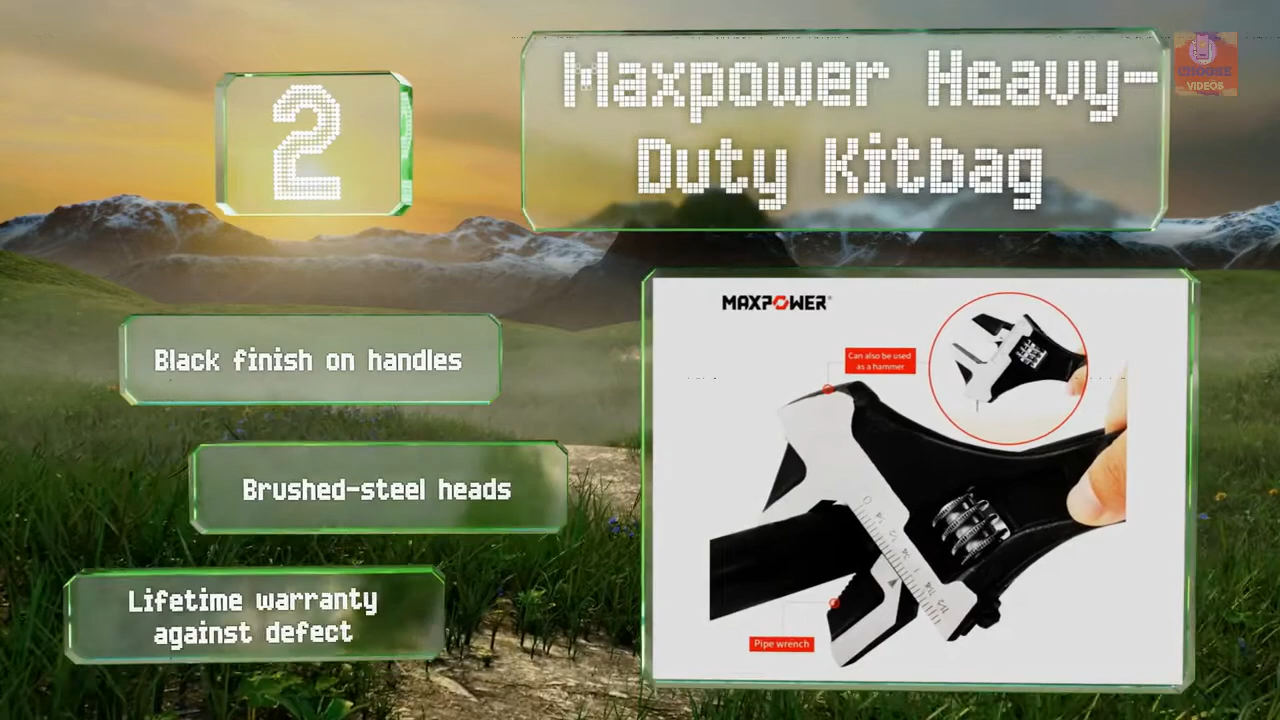 2
Maxpower Heavy-
Duty Kitbag
CHOOSE
VIDEOS
Black finish on handles
Brushed-steel heads
Lifetime warranty
against defect
MAXPOWER®
Can also be used
as a hammer
Pipe wrench